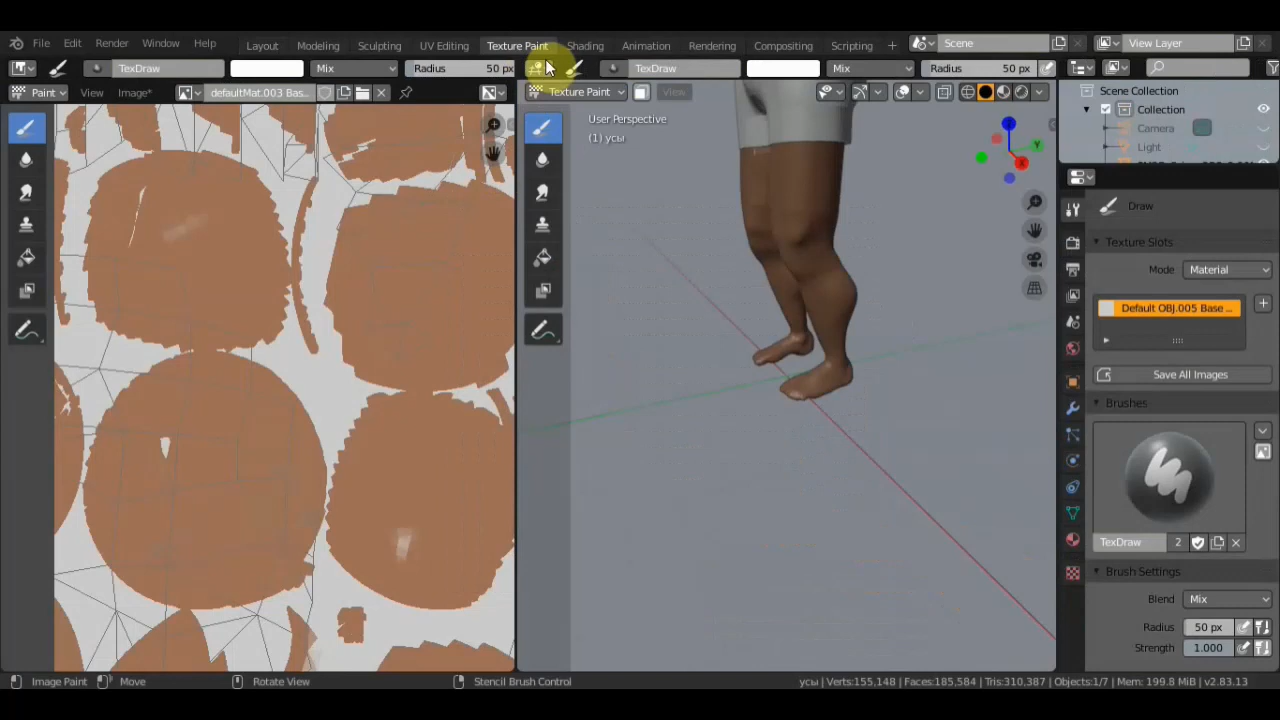 File Edit Render Window Help Layout Modeling Sculpting UV Editing Texture Paint Shading Animation Rendering Compositing Scripting Scene View Layer
TexDraw Mix Radius 50 px TexDraw Mix Radius 50 px
Paint View Image* defaultMat.003 Bas... Texture Paint View
Scene Collection
Collection
Camera
Light
User Perspective
(1) усы
Z
Y
X
Draw
Texture Slots
Mode Material
Default OBJ.005 Base ...
Save All Images
Brushes
TexDraw 2
Brush Settings
Blend Mix
Radius 50 px
Strength 1.000
Image Paint Move Rotate View Stencil Brush Control усы | Verts:155,148 | Faces:185,584 | Tris:310,387 | Objects:1/7 | Mem: 199.8 MiB | v2.83.13